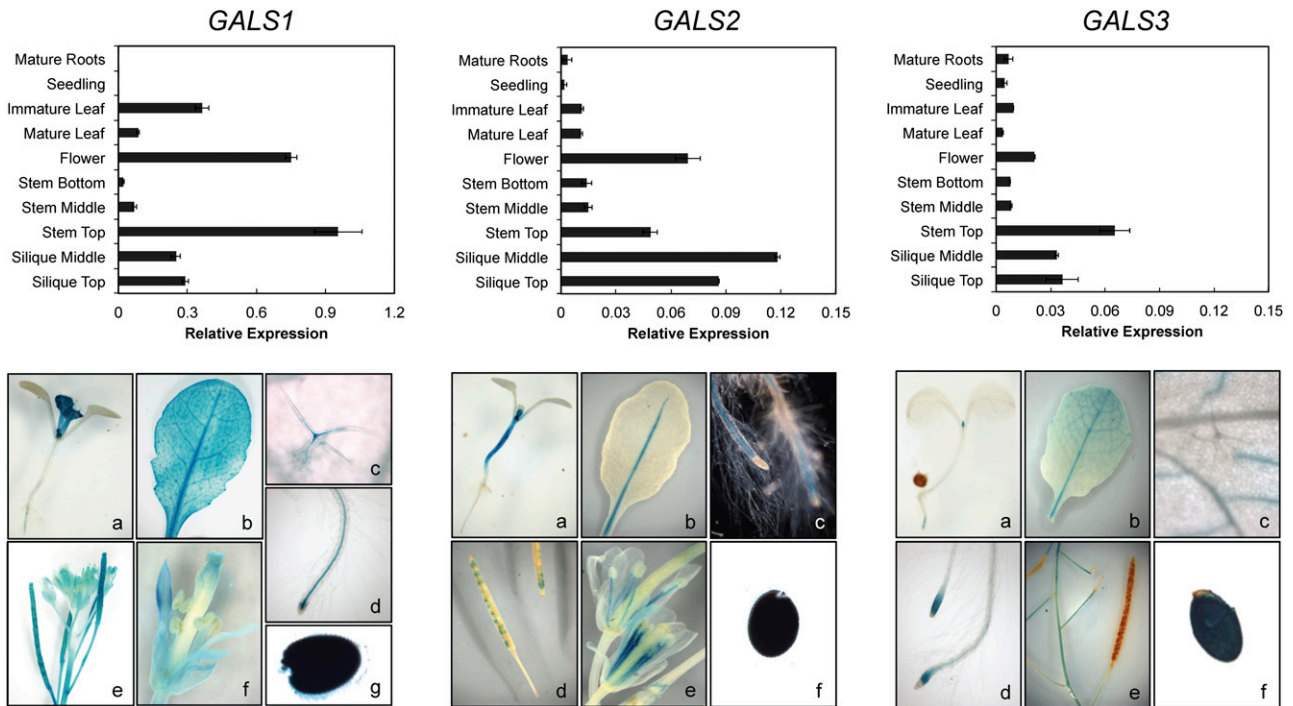 GALS1
GALS2
GALS3
Mature Roots
Seedling
Immature Leaf
Mature Leaf
Flower
Stem Bottom
Stem Middle
Stem Top
Silique Middle
Silique Top
0 0.3 0.6 0.9 1.2
Relative Expression
Mature Roots
Seedling
Immature Leaf
Mature Leaf
Flower
Stem Bottom
Stem Middle
Stem Top
Silique Middle
Silique Top
0 0.03 0.06 0.09 0.12 0.15
Relative Expression
Mature Roots
Seedling
Immature Leaf
Mature Leaf
Flower
Stem Bottom
Stem Middle
Stem Top
Silique Middle
Silique Top
0 0.03 0.06 0.09 0.12 0.15
Relative Expression
a
b
c
d
e
f
g
a
b
c
d
e
f
a
b
c
d
e
f